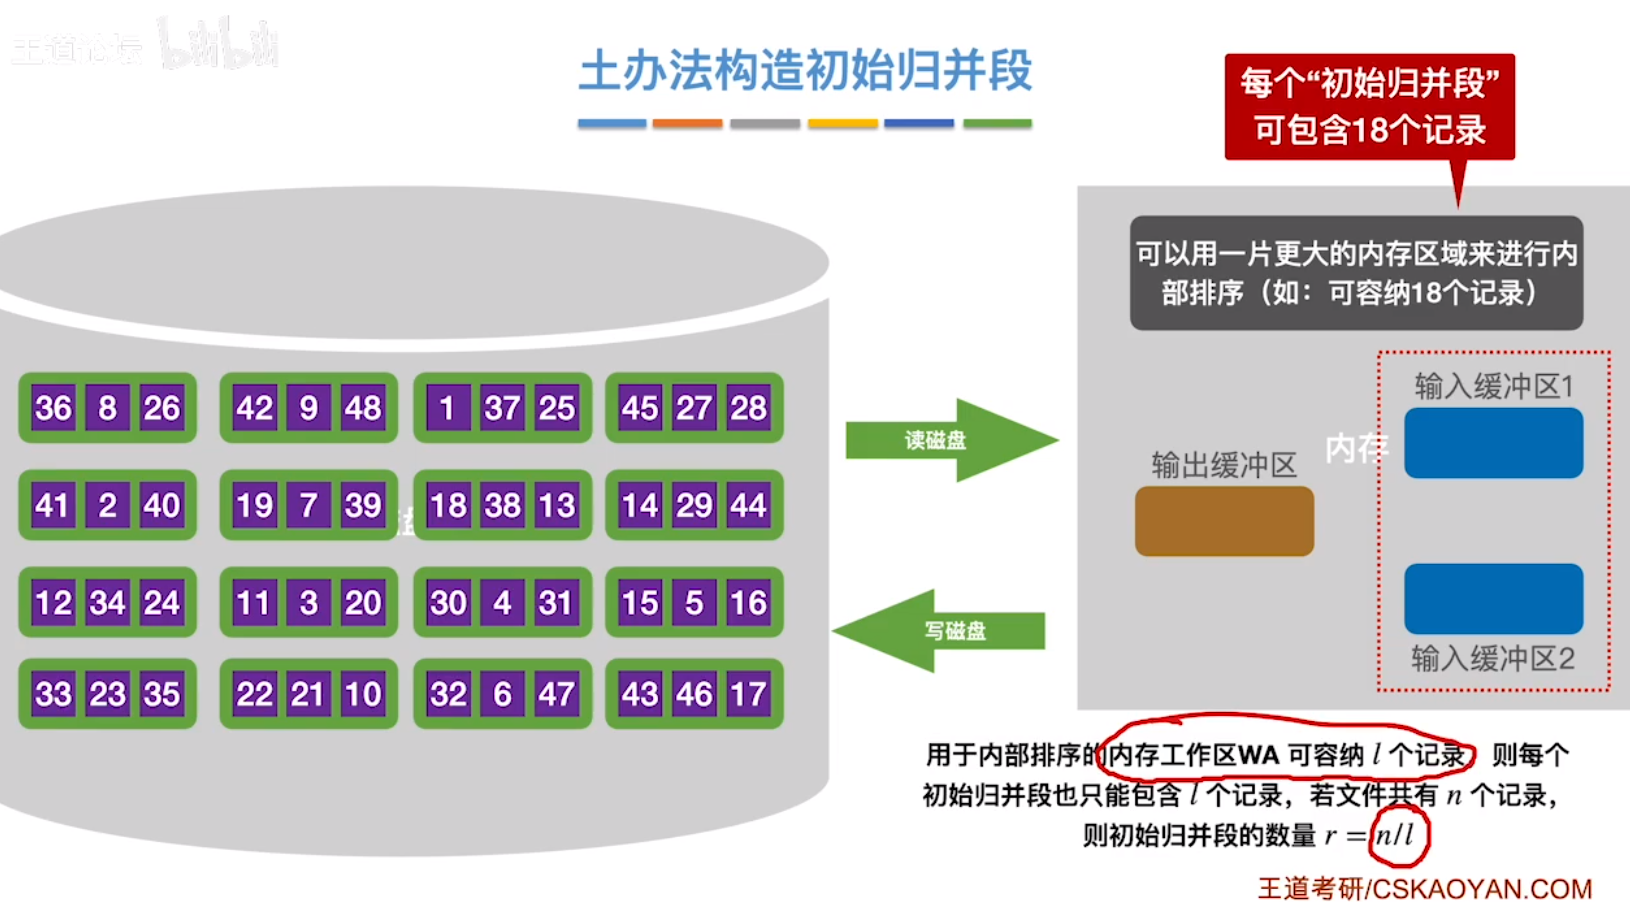 王道论坛 bilibili
土办法构造初始归并段
每个“初始归并段”
可包含18个记录
可以用一片更大的内存区域来进行内
部排序（如：可容纳18个记录）
36 8 26 42 9 48 1 37 25 45 27 28
41 2 40 19 7 39 18 38 13 14 29 44
盘
12 34 24 11 3 20 30 4 31 15 5 16
33 23 35 22 21 10 32 6 47 43 46 17
读磁盘
写磁盘
输入缓冲区1
内存
输出缓冲区
输入缓冲区2
用于内部排序的内存工作区WA 可容纳 l 个记录，则每个
初始归并段也只能包含 l 个记录，若文件共有 n 个记录，
则初始归并段的数量 r = n/l
王道考研/CSKAOYAN.COM